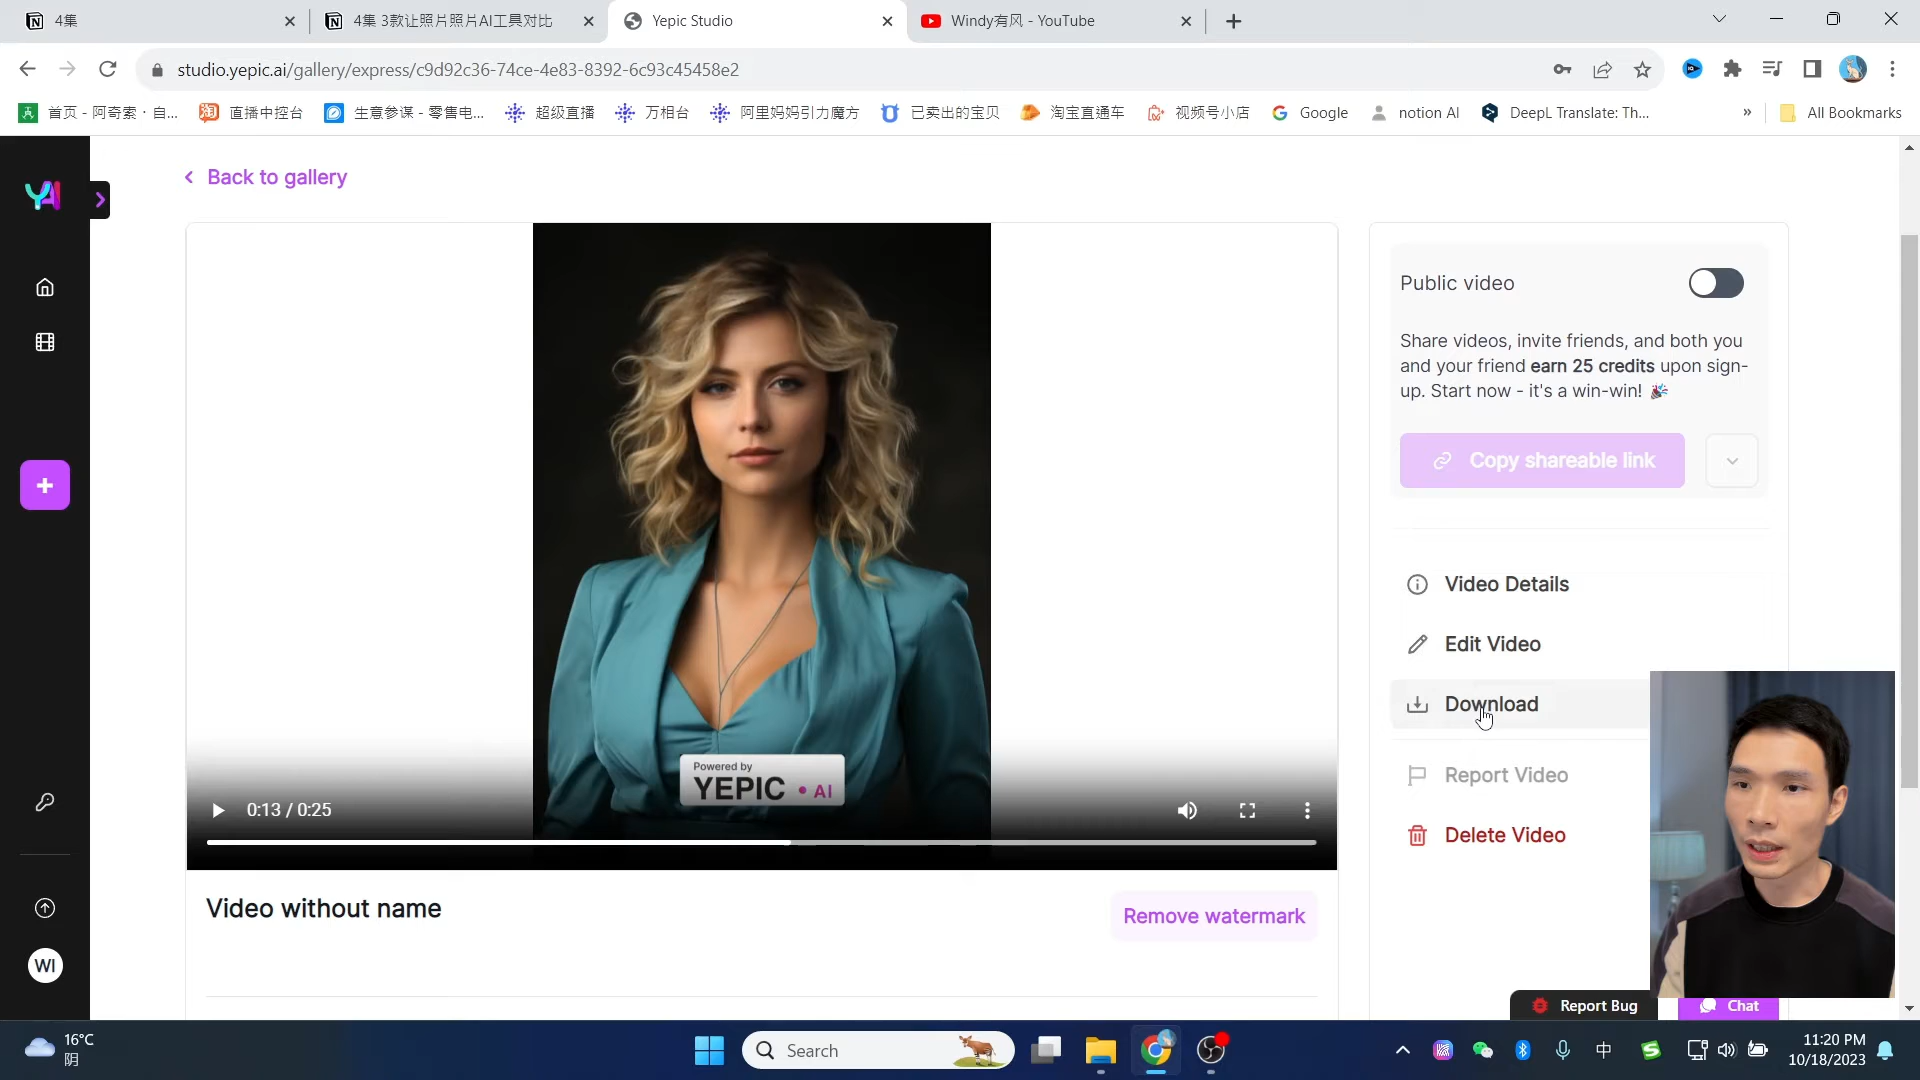 4集
4集 3款让照片照片AI工具对比
Yepic Studio
Windy有风 - YouTube
studio.yepic.ai/gallery/express/c9d92c36-74ce-4e83-8392-6c93c45458e2
首页 - 阿奇索 · 自...
直播中控台
生意参谋 - 零售电...
超级直播
万相台
阿里妈妈引力魔方
已卖出的宝贝
淘宝直通车
视频号小店
Google
notion AI
DeepL Translate: Th...
»
All Bookmarks
YAI
Back to gallery
Public video
Share videos, invite friends, and both you
and your friend earn 25 credits upon sign-
up. Start now - it's a win-win! 🎉
Copy shareable link
Video Details
Edit Video
Download
Report Video
Delete Video
Powered by
YEPIC • AI
0:13 / 0:25
Video without name
Remove watermark
WI
Report Bug
Chat
16°C
阴
Search
中
11:20 PM
10/18/2023